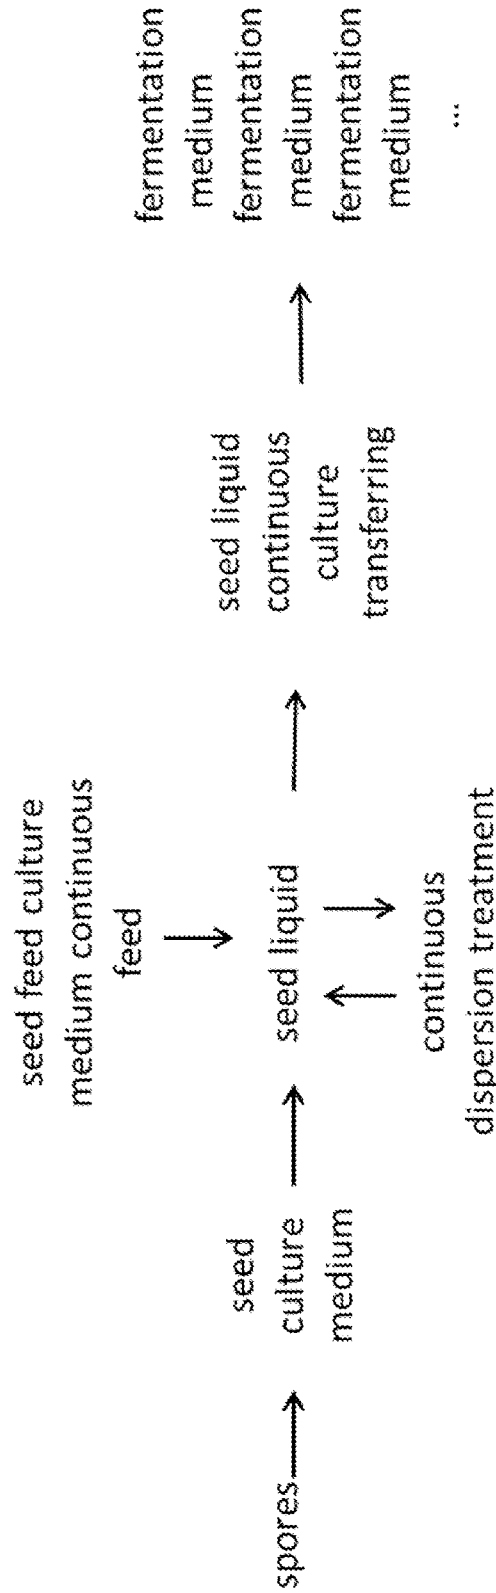 spores
seed
culture
medium
seed feed culture
medium continuous
feed
seed liquid
continuous
dispersion treatment
seed liquid
continuous
culture
transferring
fermentation
medium
fermentation
medium
fermentation
medium
...